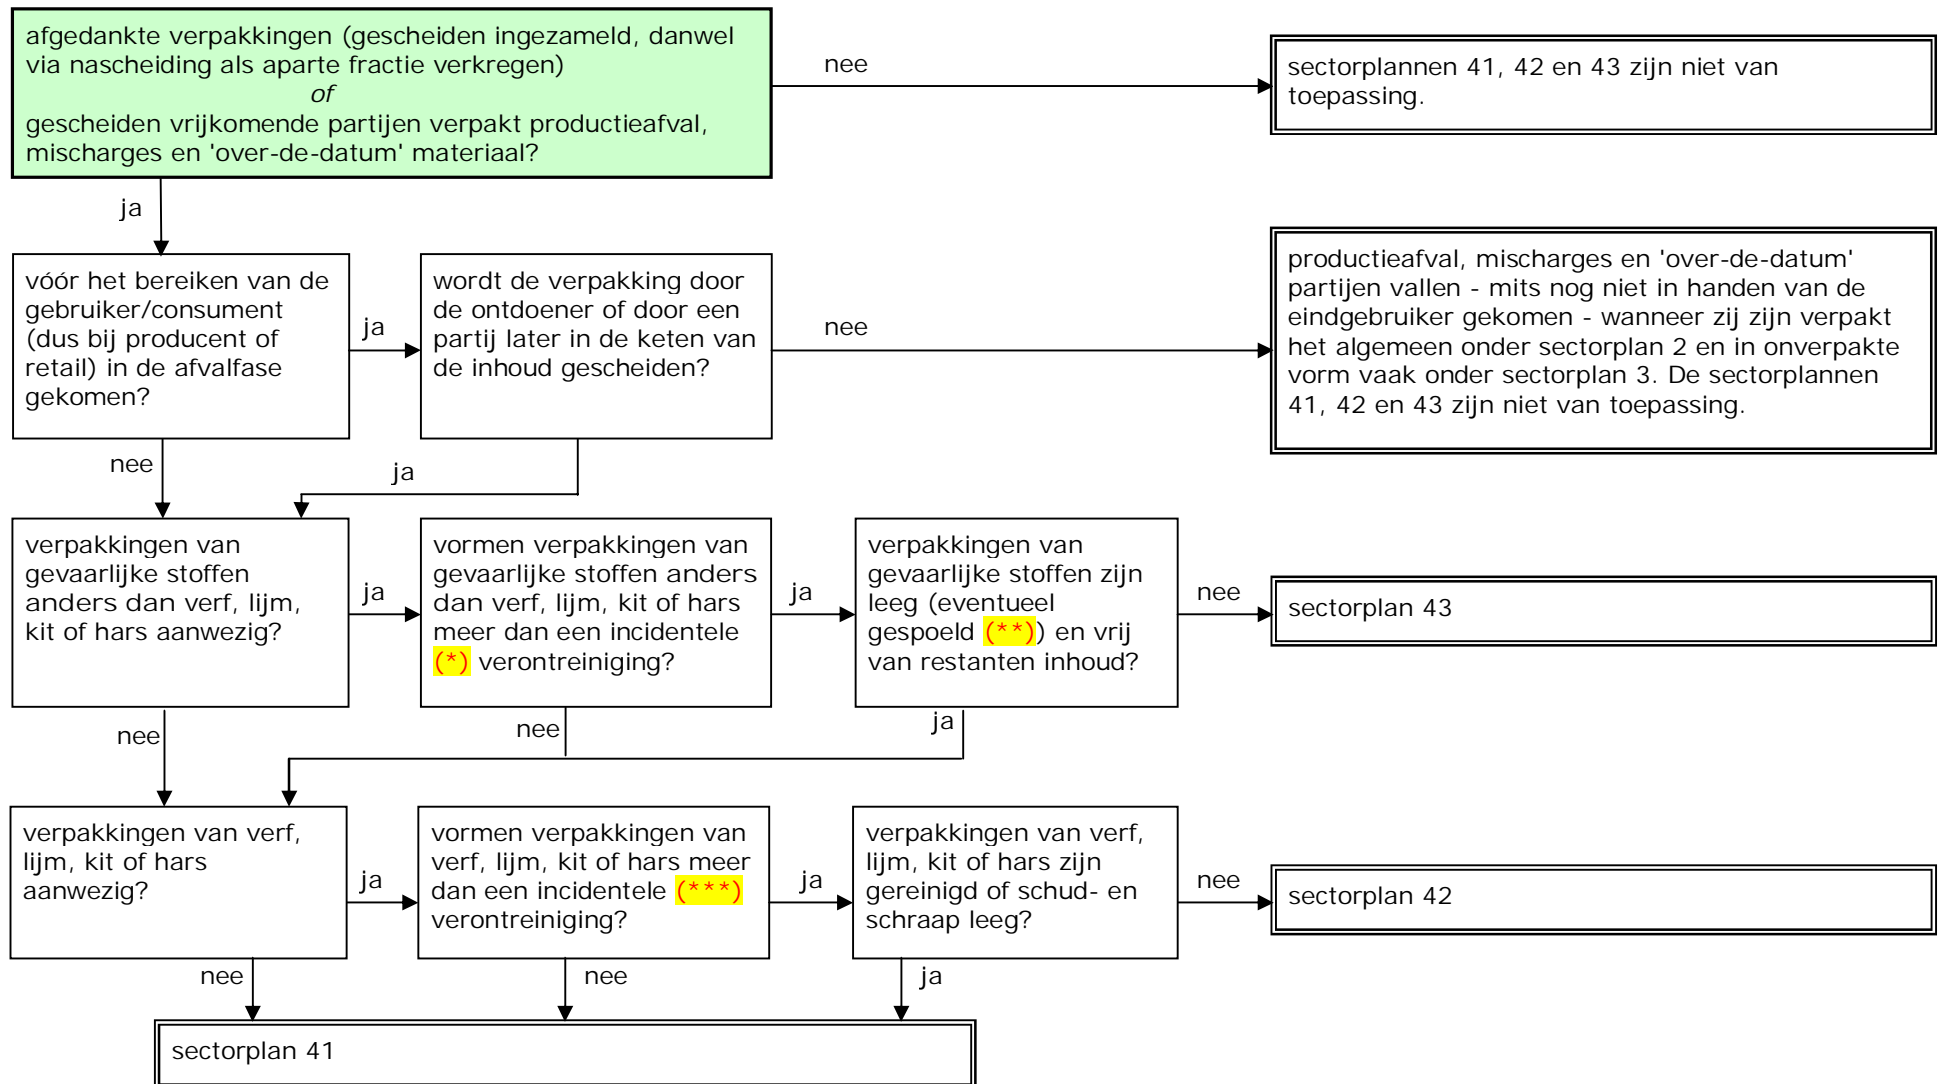 afgedankte verpakkingen (gescheiden ingezameld, danwel
via nascheiding als aparte fractie verkregen)
of
gescheiden vrijkomende partijen verpakt productieafval,
mischarges en 'over-de-datum' materiaal?
nee
sectorplannen 41, 42 en 43 zijn niet van
toepassing.
ja
vóór het bereiken van de
gebruiker/consument
(dus bij producent of
retail) in de afvalfase
gekomen?
ja
wordt de verpakking door
de ontdoener of door een
partij later in de keten van
de inhoud gescheiden?
nee
productieafval, mischarges en 'over-de-datum'
partijen vallen - mits nog niet in handen van de
eindgebruiker gekomen - wanneer zij zijn verpakt
het algemeen onder sectorplan 2 en in onverpakte
vorm vaak onder sectorplan 3. De sectorplannen
41, 42 en 43 zijn niet van toepassing.
nee
ja
verpakkingen van
gevaarlijke stoffen
anders dan verf, lijm,
kit of hars aanwezig?
ja
vormen verpakkingen van
gevaarlijke stoffen anders
dan verf, lijm, kit of hars
meer dan een incidentele
(*) verontreiniging?
ja
verpakkingen van
gevaarlijke stoffen zijn
leeg (eventueel
gespoeld (**)) en vrij
van restanten inhoud?
nee
sectorplan 43
nee
nee
ja
verpakkingen van verf,
lijm, kit of hars
aanwezig?
ja
vormen verpakkingen van
verf, lijm, kit of hars meer
dan een incidentele (***)
verontreiniging?
ja
verpakkingen van verf,
lijm, kit of hars zijn
gereinigd of schud- en
schraap leeg?
nee
sectorplan 42
nee
nee
ja
sectorplan 41